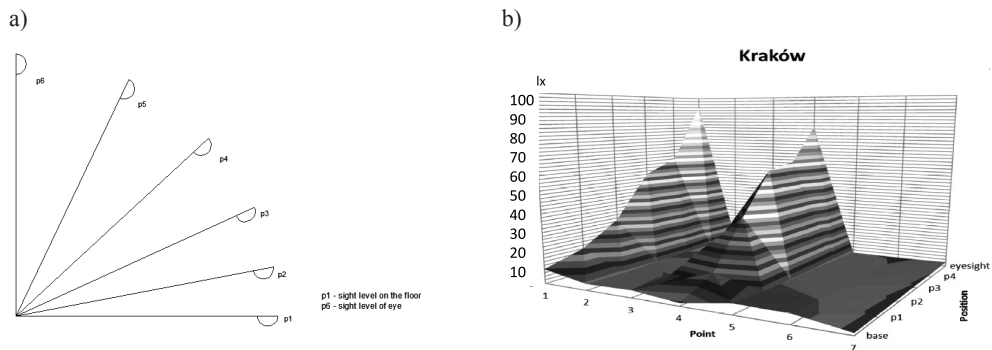 a)
p6
p5
p4
p3
p2
p1
p1 - sight level on the floor
p6 - sight level of eye
b)
Kraków
lx
100
90
80
70
60
50
40
30
20
10
-
1
2
3
4
5
6
7
Point
base
p1
p2
p3
p4
eyesight
Position